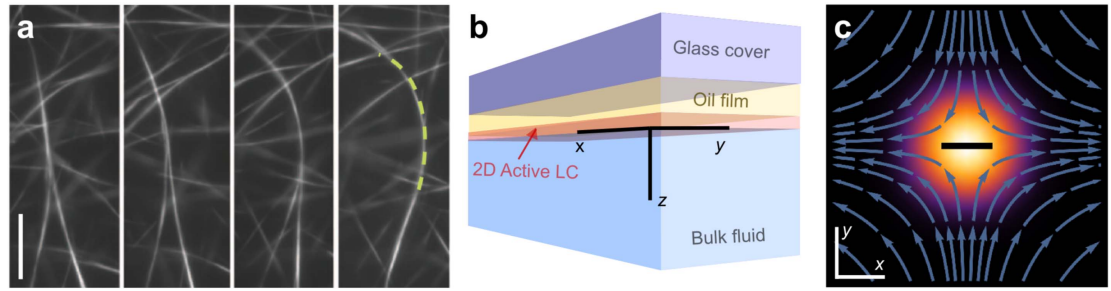 a
b
Glass cover
Oil film
x
y
2D Active LC
z
Bulk fluid
c
y
x